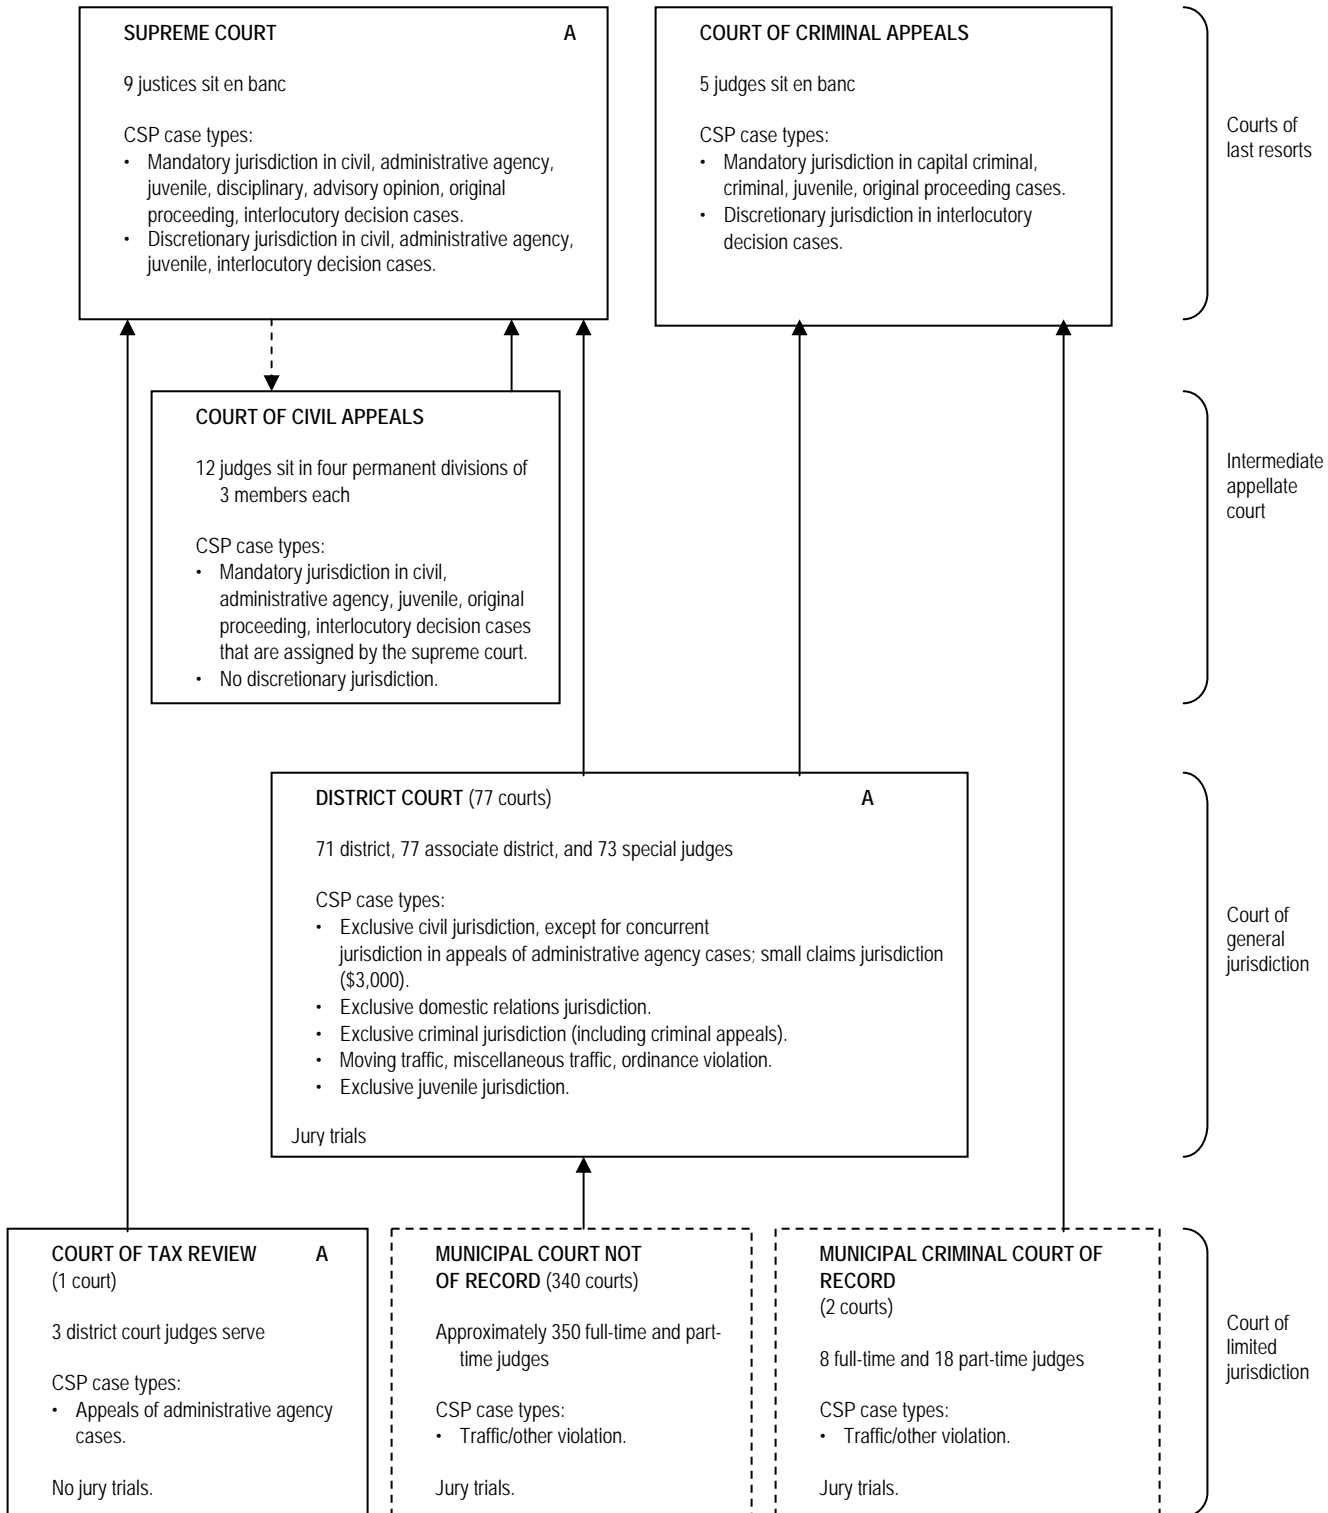 SUPREME COURT A
9 justices sit en banc
CSP case types:
• Mandatory jurisdiction in civil, administrative agency,
juvenile, disciplinary, advisory opinion, original
proceeding, interlocutory decision cases.
• Discretionary jurisdiction in civil, administrative agency,
juvenile, interlocutory decision cases.
COURT OF CRIMINAL APPEALS
5 judges sit en banc
CSP case types:
• Mandatory jurisdiction in capital criminal,
criminal, juvenile, original proceeding cases.
• Discretionary jurisdiction in interlocutory
decision cases.
Courts of
last resorts
COURT OF CIVIL APPEALS
12 judges sit in four permanent divisions of
3 members each
CSP case types:
• Mandatory jurisdiction in civil,
administrative agency, juvenile, original
proceeding, interlocutory decision cases
that are assigned by the supreme court.
• No discretionary jurisdiction.
Intermediate
appellate
court
DISTRICT COURT (77 courts) A
71 district, 77 associate district, and 73 special judges
CSP case types:
• Exclusive civil jurisdiction, except for concurrent
jurisdiction in appeals of administrative agency cases; small claims jurisdiction
($3,000).
• Exclusive domestic relations jurisdiction.
• Exclusive criminal jurisdiction (including criminal appeals).
• Moving traffic, miscellaneous traffic, ordinance violation.
• Exclusive juvenile jurisdiction.
Jury trials
Court of
general
jurisdiction
COURT OF TAX REVIEW A
(1 court)
3 district court judges serve
CSP case types:
• Appeals of administrative agency
cases.
No jury trials.
MUNICIPAL COURT NOT
OF RECORD (340 courts)
Approximately 350 full-time and part-
time judges
CSP case types:
• Traffic/other violation.
Jury trials.
MUNICIPAL CRIMINAL COURT OF
RECORD
(2 courts)
8 full-time and 18 part-time judges
CSP case types:
• Traffic/other violation.
Jury trials.
Court of
limited
jurisdiction